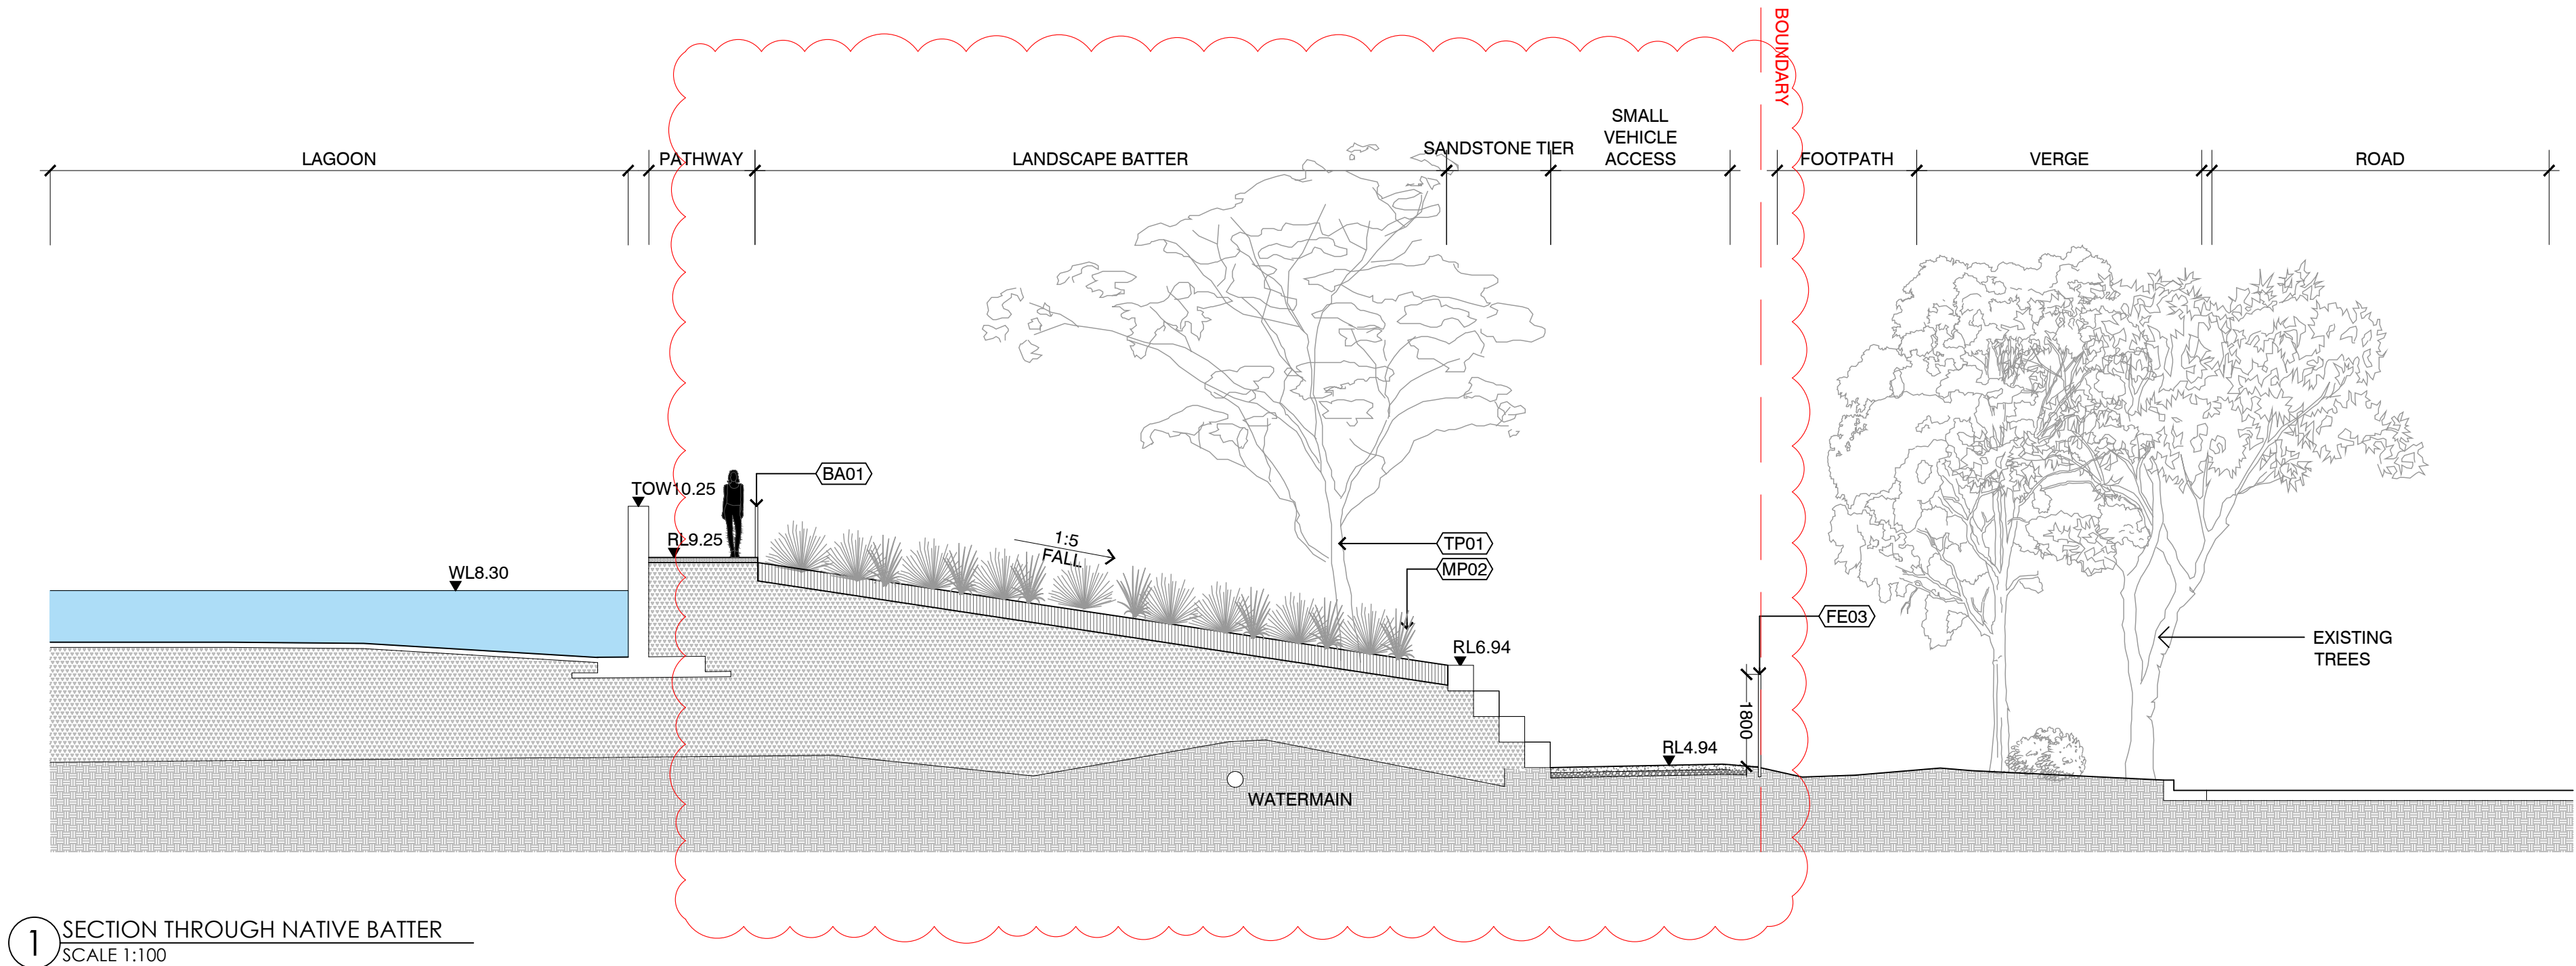 BOUNDARY
LAGOON
PATHWAY
LANDSCAPE BATTER
SANDSTONE TIER
SMALL
VEHICLE
ACCESS
FOOTPATH
VERGE
ROAD
BA01
TOW10.25
RL9.25
WL8.30
1:5
FALL
TP01
MP02
FE03
RL6.94
EXISTING
TREES
1800
RL4.94
WATERMAIN
1
SECTION THROUGH NATIVE BATTER
SCALE 1:100